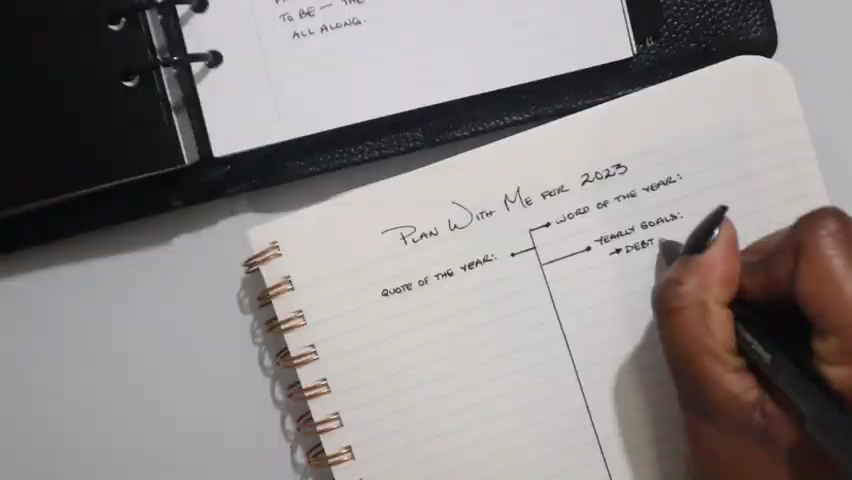 TO BE — THE
ALL ALONG.
PLAN WITH ME FOR 2023
WORD OF THE YEAR:
QUOTE OF THE YEAR:
YEARLY GOALS:
→ DEBT